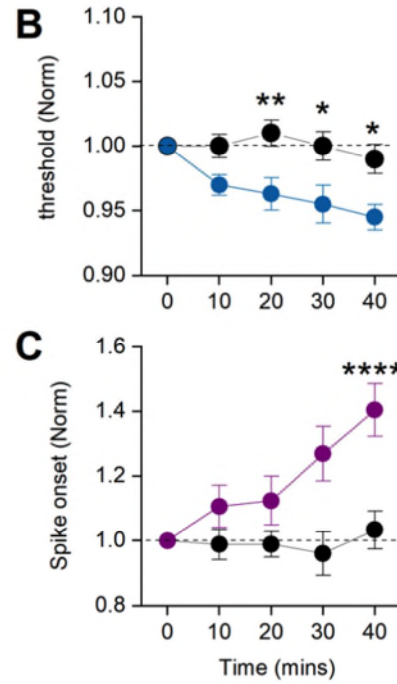 B
threshold (Norm)
1.10
1.05
1.00
0.95
0.90
** * *
0 10 20 30 40
C
Spike onset (Norm)
1.6
1.4
1.2
1.0
0.8
****
0 10 20 30 40
Time (mins)